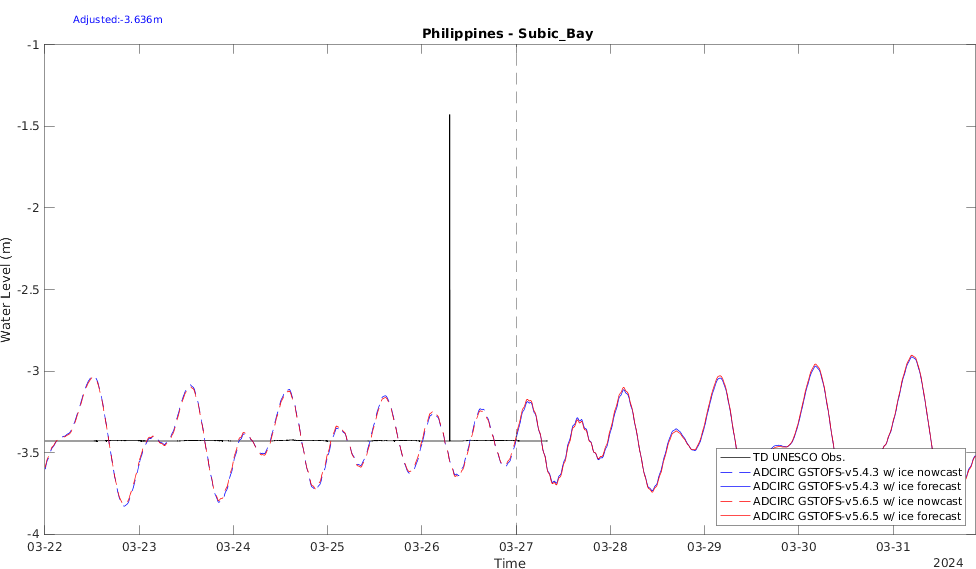 Adjusted:-3.636m
Philippines - Subic_Bay
Water Level (m)
-1
-1.5
-2
-2.5
-3
-3.5
-4
TD UNESCO Obs.
ADCIRC GSTOFS-v5.4.3 w/ ice nowcast
ADCIRC GSTOFS-v5.4.3 w/ ice forecast
ADCIRC GSTOFS-v5.6.5 w/ ice nowcast
ADCIRC GSTOFS-v5.6.5 w/ ice forecast
03-22 03-23 03-24 03-25 03-26 03-27 03-28 03-29 03-30 03-31
Time
2024